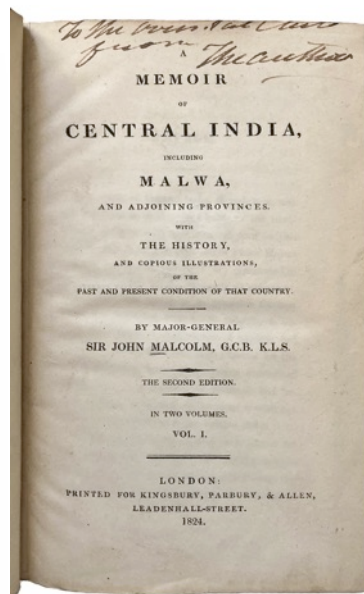 To the
from The author
A
MEMOIR
OF
CENTRAL INDIA,
INCLUDING
MALWA,
AND ADJOINING PROVINCES.
WITH
THE HISTORY,
AND COPIOUS ILLUSTRATIONS,
OF THE
PAST AND PRESENT CONDITION OF THAT COUNTRY.
BY MAJOR-GENERAL
SIR JOHN MALCOLM, G.C.B. K.L.S.
THE SECOND EDITION.
IN TWO VOLUMES.
VOL. I.
LONDON:
PRINTED FOR KINGSBURY, PARBURY, & ALLEN,
LEADENHALL-STREET.
1824.